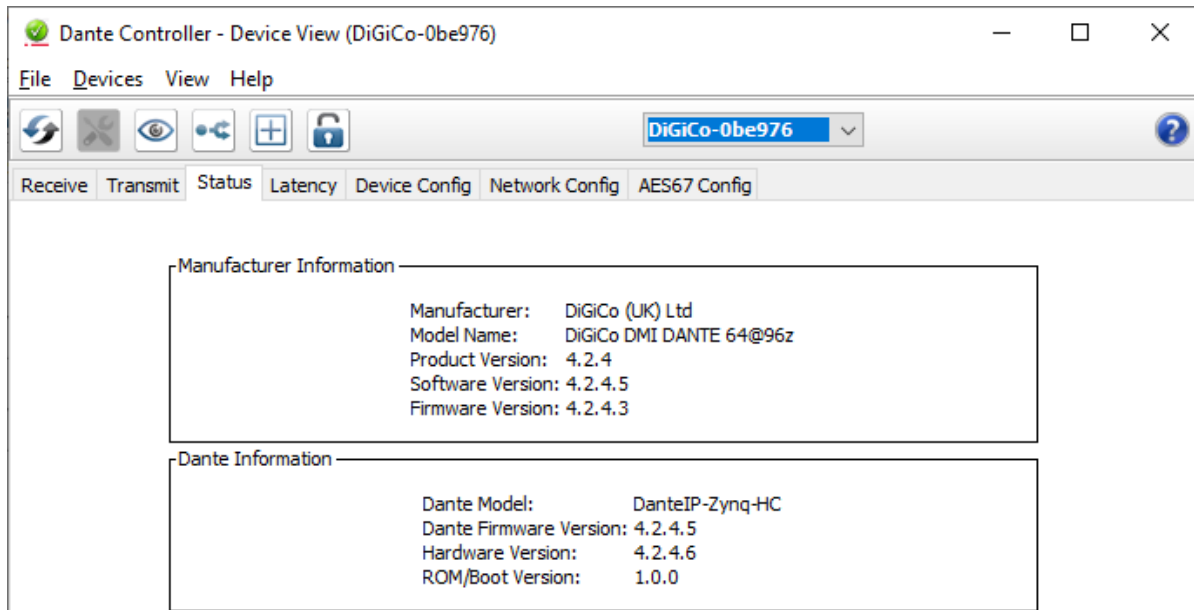 Dante Controller - Device View (DiGiCo-0be976)
File Devices View Help
DiGiCo-0be976
Receive Transmit Status Latency Device Config Network Config AES67 Config
Manufacturer Information
Manufacturer: DiGiCo (UK) Ltd
Model Name: DiGiCo DMI DANTE 64@96z
Product Version: 4.2.4
Software Version: 4.2.4.5
Firmware Version: 4.2.4.3
Dante Information
Dante Model: DanteIP-Zynq-HC
Dante Firmware Version: 4.2.4.5
Hardware Version: 4.2.4.6
ROM/Boot Version: 1.0.0